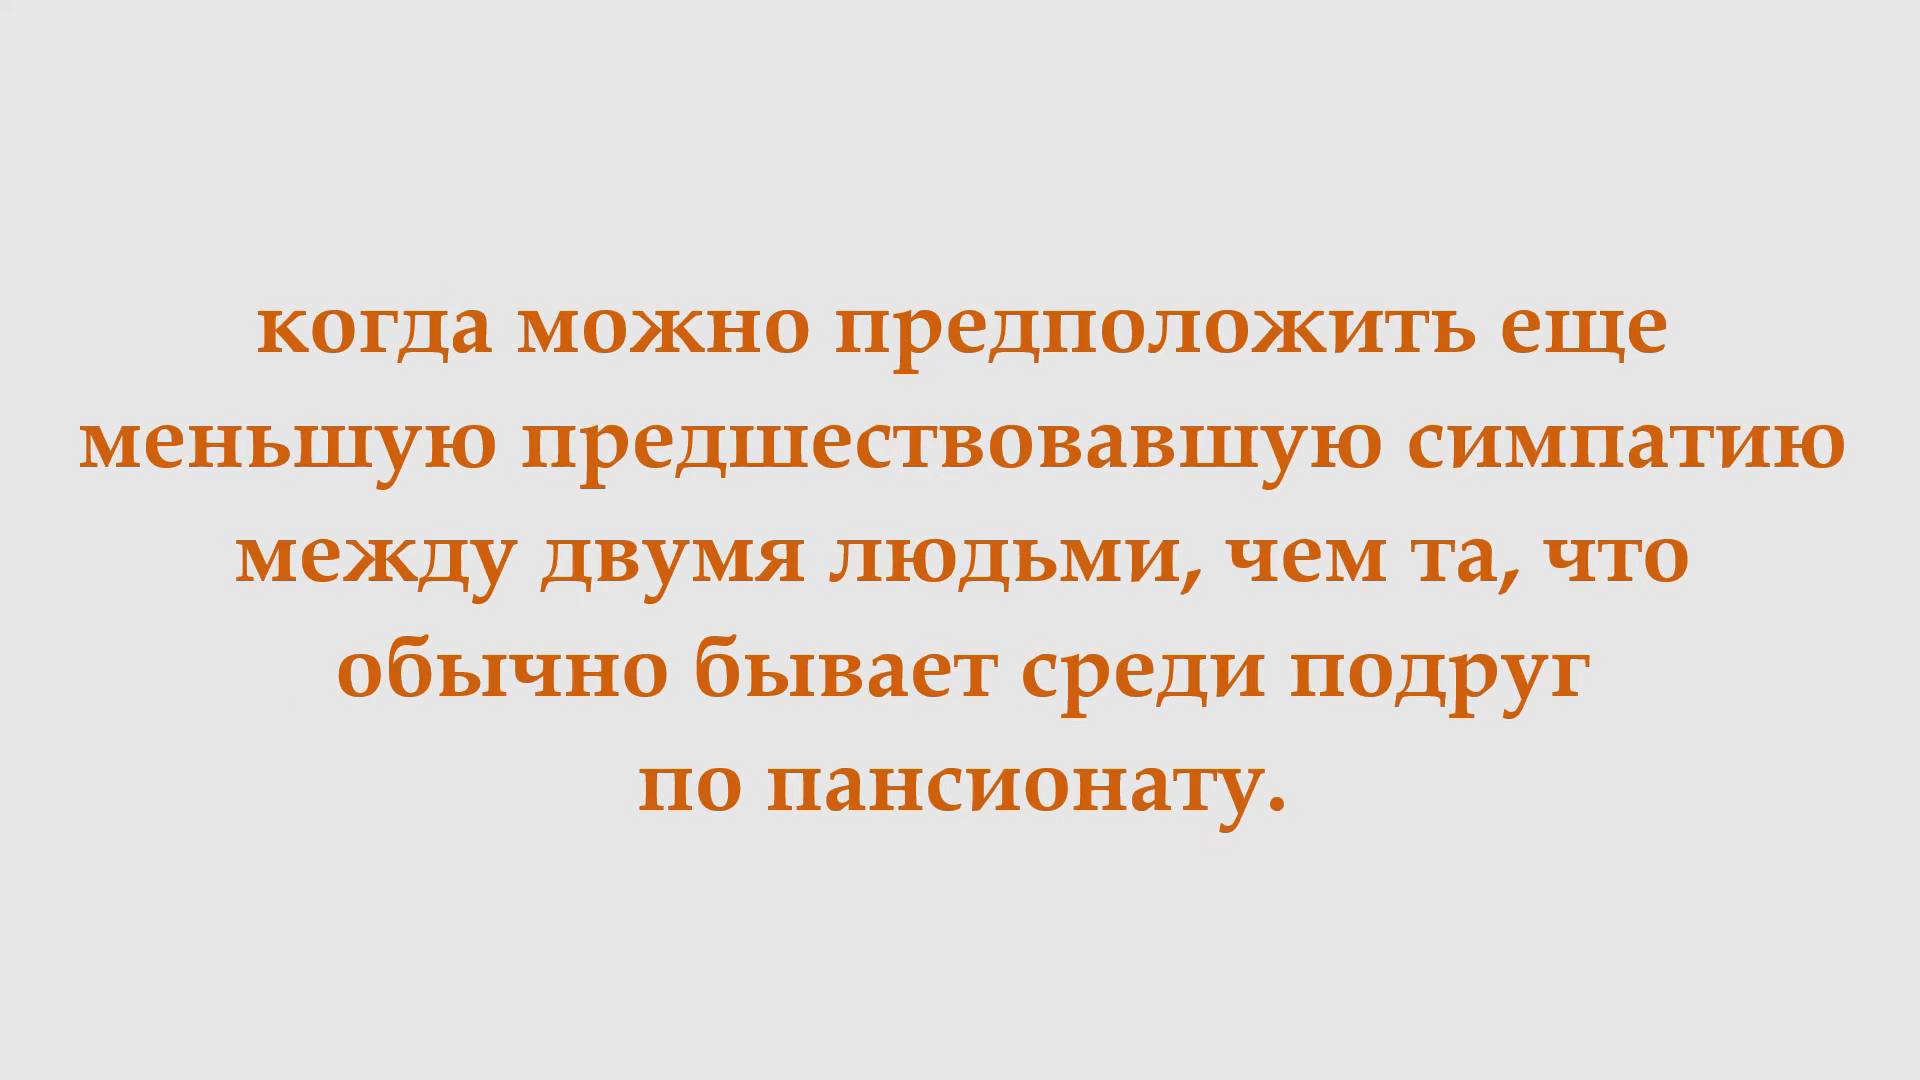 когда можно предположить еще
меньшую предшествовавшую симпатию
между двумя людьми, чем та, что
обычно бывает среди подруг
по пансионату.